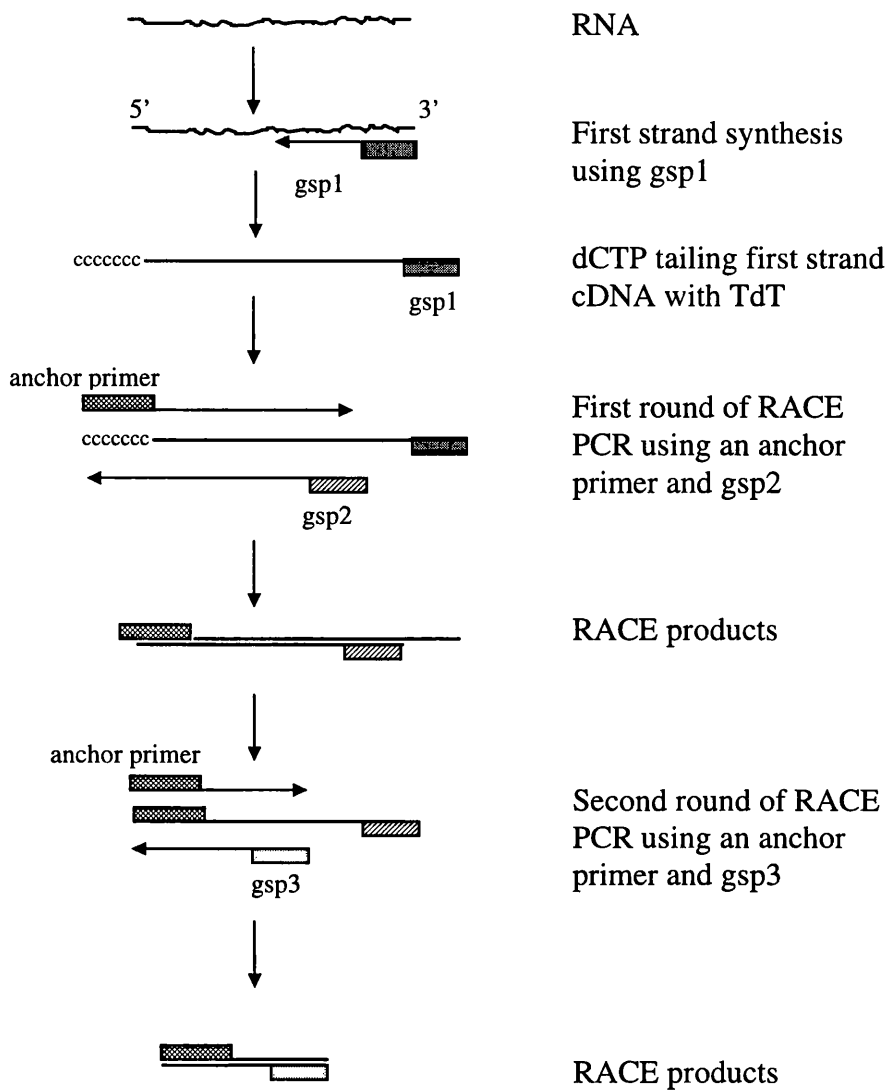 RNA
5’ 3’
First strand synthesis
using gsp1
gsp1
ccccccc
dCTP tailing first strand
cDNA with TdT
gsp1
anchor primer
First round of RACE
PCR using an anchor
primer and gsp2
ccccccc
gsp2
RACE products
anchor primer
Second round of RACE
PCR using an anchor
primer and gsp3
gsp3
RACE products